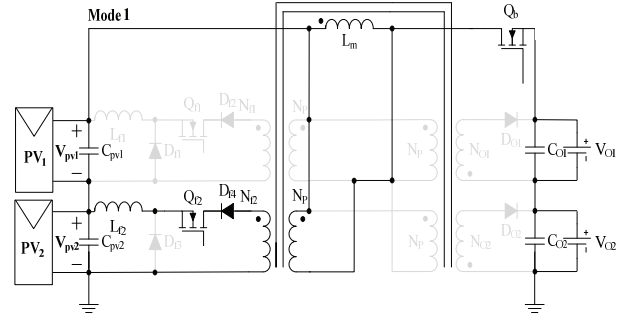 Mode 1
Qb
Lm
Qf1 Df2 Nf1 NP NP NO1 DO1
Lf1
PV1 + Vpv1 − Cpv1 Df1 CO1 + VO1
Qf2 Df4 Nf2 NP
Lf2
PV2 + Vpv2 − Cpv2 Df3 NP NO2 DO2 CO2 + VO2